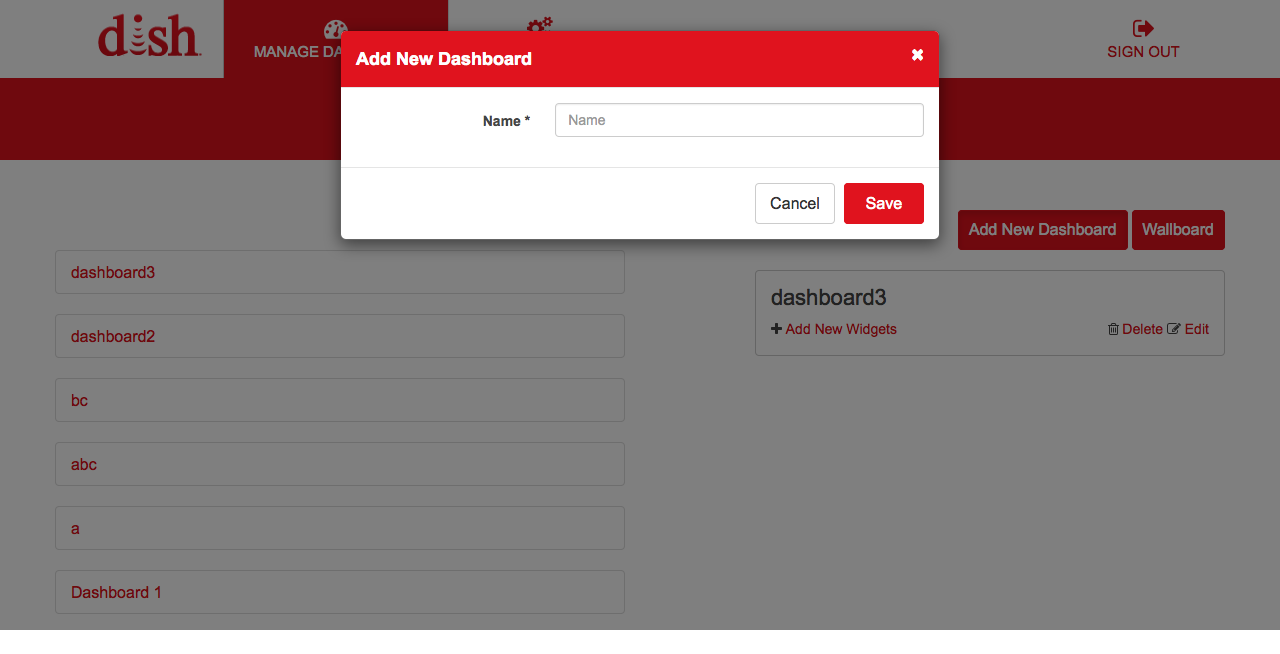 dish
MANAGE DA
SIGN OUT
Add New Dashboard
Name *
Name
Cancel
Save
Add New Dashboard
Wallboard
dashboard3
dashboard2
bc
abc
a
Dashboard 1
dashboard3
Add New Widgets
Delete
Edit